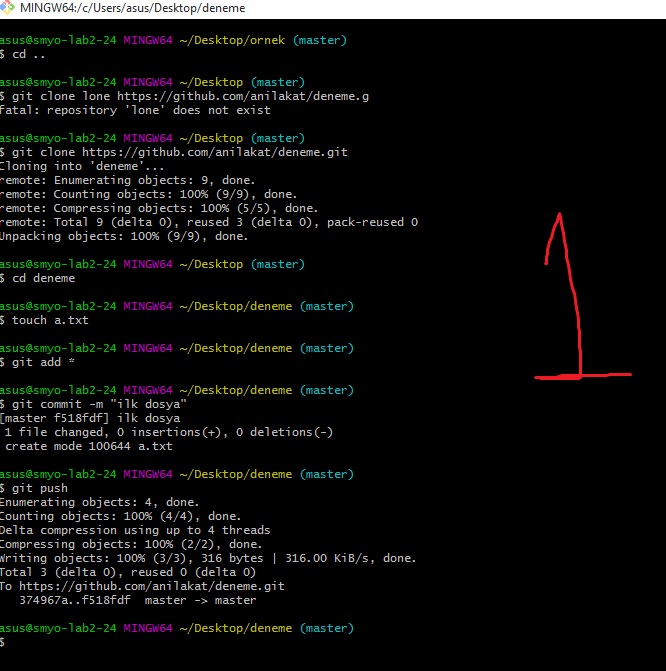 MINGW64:/c/Users/asus/Desktop/deneme
asus@smyo-lab2-24 MINGW64 ~/Desktop/ornek (master)
$ cd ..
asus@smyo-lab2-24 MINGW64 ~/Desktop (master)
$ git clone lone https://github.com/anilakat/deneme.g
fatal: repository 'lone' does not exist
asus@smyo-lab2-24 MINGW64 ~/Desktop (master)
$ git clone https://github.com/anilakat/deneme.git
Cloning into 'deneme'...
remote: Enumerating objects: 9, done.
remote: Counting objects: 100% (9/9), done.
remote: Compressing objects: 100% (5/5), done.
remote: Total 9 (delta 0), reused 3 (delta 0), pack-reused 0
Unpacking objects: 100% (9/9), done.
asus@smyo-lab2-24 MINGW64 ~/Desktop (master)
$ cd deneme
asus@smyo-lab2-24 MINGW64 ~/Desktop/deneme (master)
$ touch a.txt
asus@smyo-lab2-24 MINGW64 ~/Desktop/deneme (master)
$ git add *
asus@smyo-lab2-24 MINGW64 ~/Desktop/deneme (master)
$ git commit -m "ilk dosya"
[master f518fdf] ilk dosya
1 file changed, 0 insertions(+), 0 deletions(-)
create mode 100644 a.txt
asus@smyo-lab2-24 MINGW64 ~/Desktop/deneme (master)
$ git push
Enumerating objects: 4, done.
Counting objects: 100% (4/4), done.
Delta compression using up to 4 threads
Compressing objects: 100% (2/2), done.
Writing objects: 100% (3/3), 316 bytes | 316.00 KiB/s, done.
Total 3 (delta 0), reused 0 (delta 0)
To https://github.com/anilakat/deneme.git
374967a..f518fdf master -> master
asus@smyo-lab2-24 MINGW64 ~/Desktop/deneme (master)
$
1